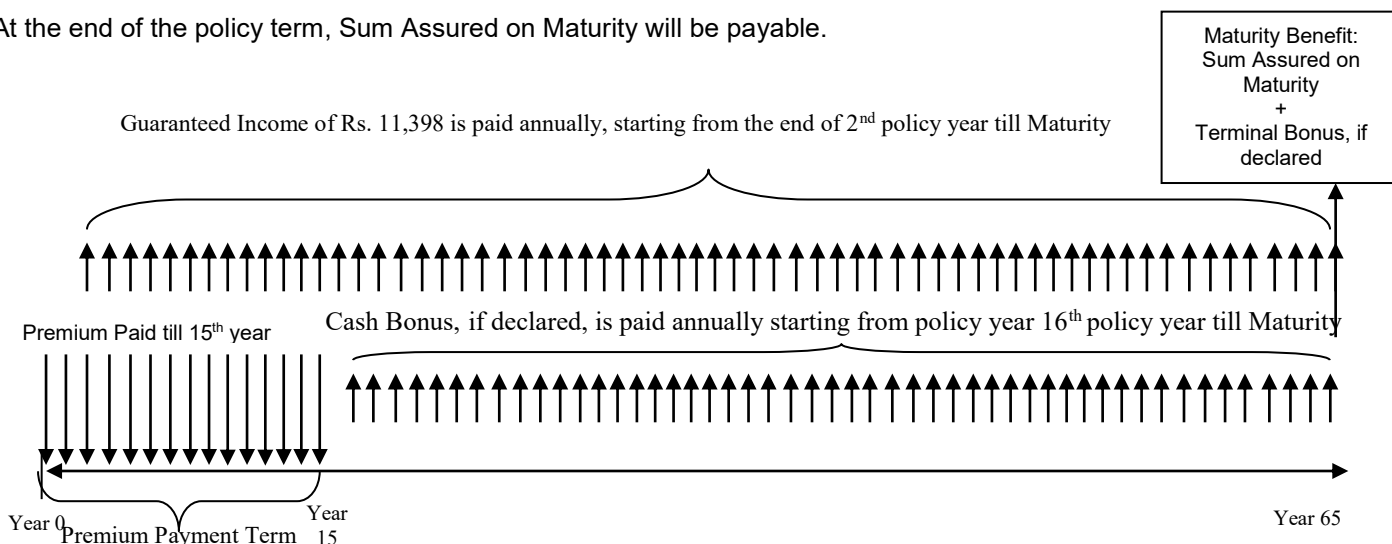 At the end of the policy term, Sum Assured on Maturity will be payable.
Maturity Benefit:
Sum Assured on
Maturity
+
Terminal Bonus, if
declared
Guaranteed Income of Rs. 11,398 is paid annually, starting from the end of 2nd policy year till Maturity
Premium Paid till 15th year
Cash Bonus, if declared, is paid annually starting from policy year 16th policy year till Maturity
Year 0
Premium Payment Term
Year
15
Year 65